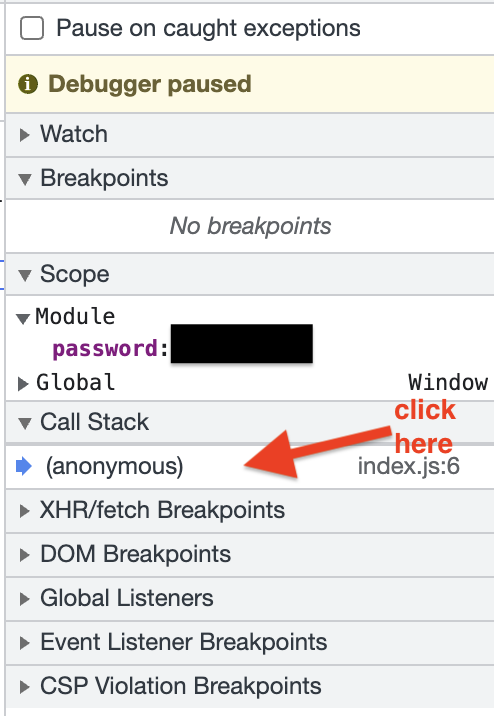 Pause on caught exceptions
Debugger paused
Watch
Breakpoints
No breakpoints
Scope
Module
password:
Global Window
Call Stack
click
here
(anonymous) index.js:6
XHR/fetch Breakpoints
DOM Breakpoints
Global Listeners
Event Listener Breakpoints
CSP Violation Breakpoints